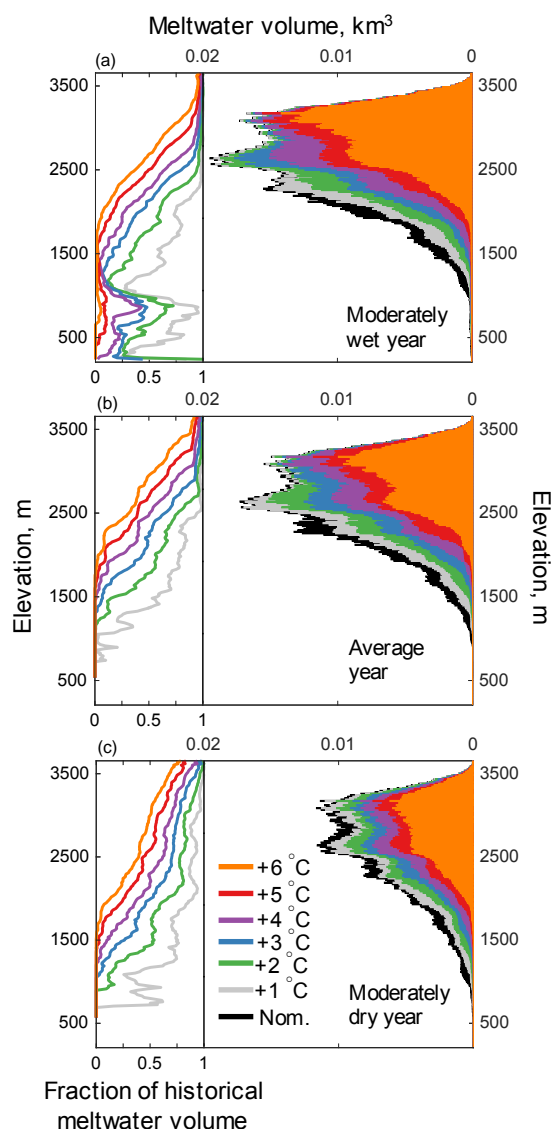 Meltwater volume, km³
0.02 0.01 0
(a)
3500 3500
2500 2500
1500 1500
500 500
Moderately
wet year
0 0.5 1
0.02 0.01 0
(b)
3500 3500
2500 2500
1500 1500
500 500
Elevation, m
Elevation, m
Average
year
0 0.5 1
0.02 0.01 0
(c)
3500 3500
2500 2500
1500 1500
500 500
+6 °C
+5 °C
+4 °C
+3 °C
+2 °C
+1 °C
Nom.
Moderately
dry year
0 0.5 1
Fraction of historical
meltwater volume